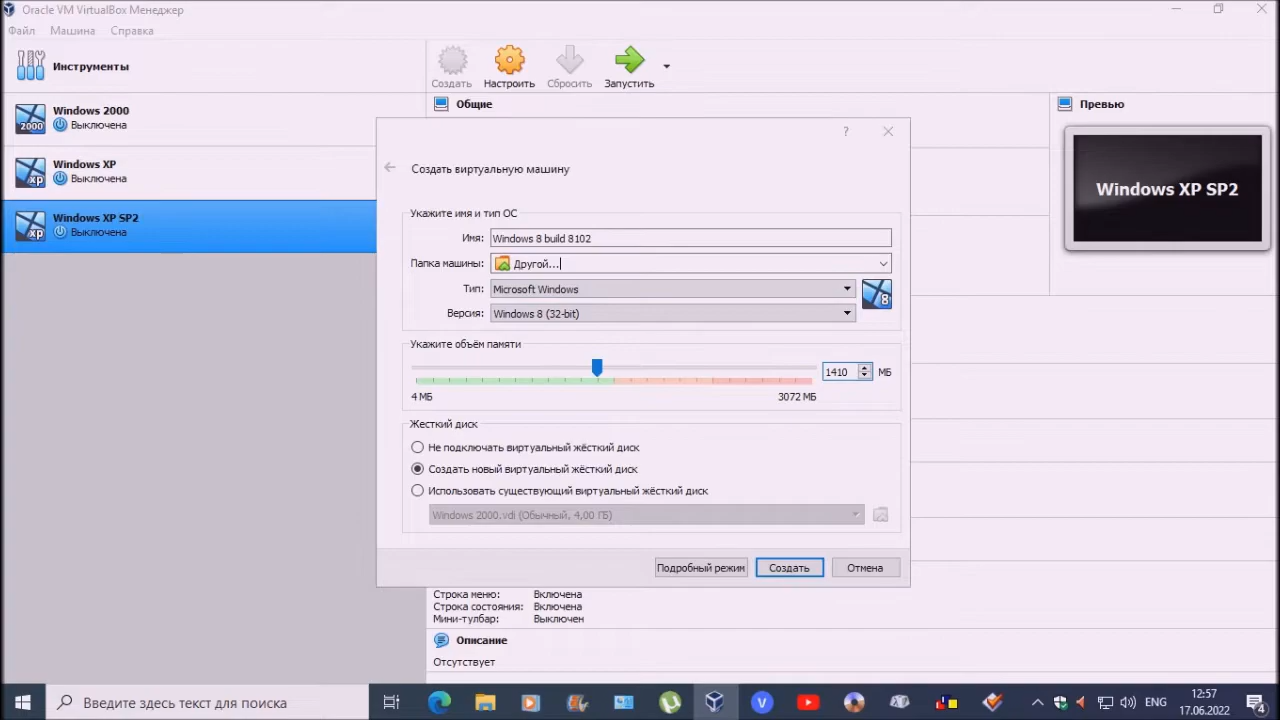 Oracle VM VirtualBox Менеджер
Файл Машина Справка
Инструменты
Создать Настроить Сбросить Запустить
Windows 2000
Выключена
2000
Windows XP
Выключена
xp
Windows XP SP2
Выключена
xp
Общие
Превью
Windows XP SP2
?
Создать виртуальную машину
Укажите имя и тип ОС
Имя: Windows 8 build 8102
Папка машины: Другой...
Тип: Microsoft Windows
8
Версия: Windows 8 (32-bit)
Укажите объём памяти
1410 МБ
4 МБ 3072 МБ
Жесткий диск
Не подключать виртуальный жёсткий диск
Создать новый виртуальный жёсткий диск
Использовать существующий виртуальный жёсткий диск
Windows 2000.vdi (Обычный, 4,00 ГБ)
Подробный режим Создать Отмена
Строка меню: Включена
Строка состояния: Включена
Мини-тулбар: Выключен
Описание
Отсутствует
Введите здесь текст для поиска
ENG
12:57
17.06.2022
4